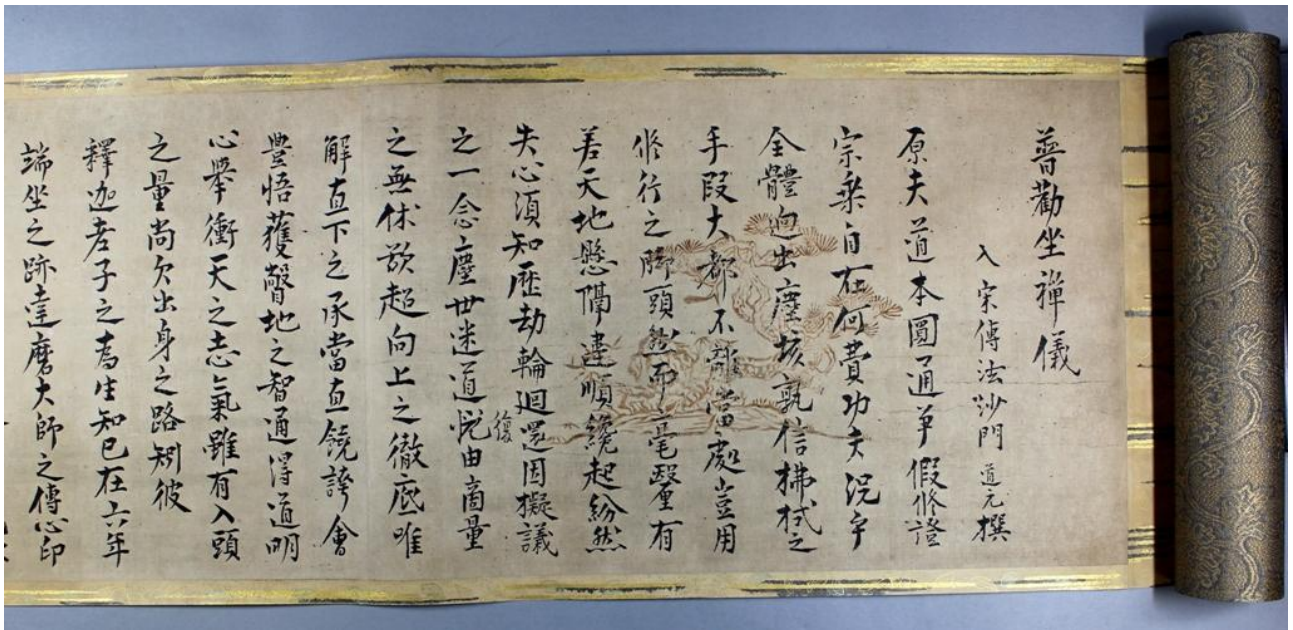 普勸坐禪儀
入宋傳法沙門 道元 撰
原夫道本圓通爭假修證
宗乘自在何費功夫況乎
全體逈出塵埃孰信拂拭之
手段大都不離當處豈用
修行之脚頭然而毫釐有
差天地懸隔違順纔起紛然
失心須知歴劫輪廻還因擬議
之一念塵世迷道復由啇量
之無休欲超向上之徹底唯
解直下之承當直饒誇會
豐悟獲瞥地之智通得道明
心舉衝天之志氣雖有入頭
之量尚欠出身之路矧彼
釋迦老子之為生知已在六年
端坐之跡達磨大師之傳心印